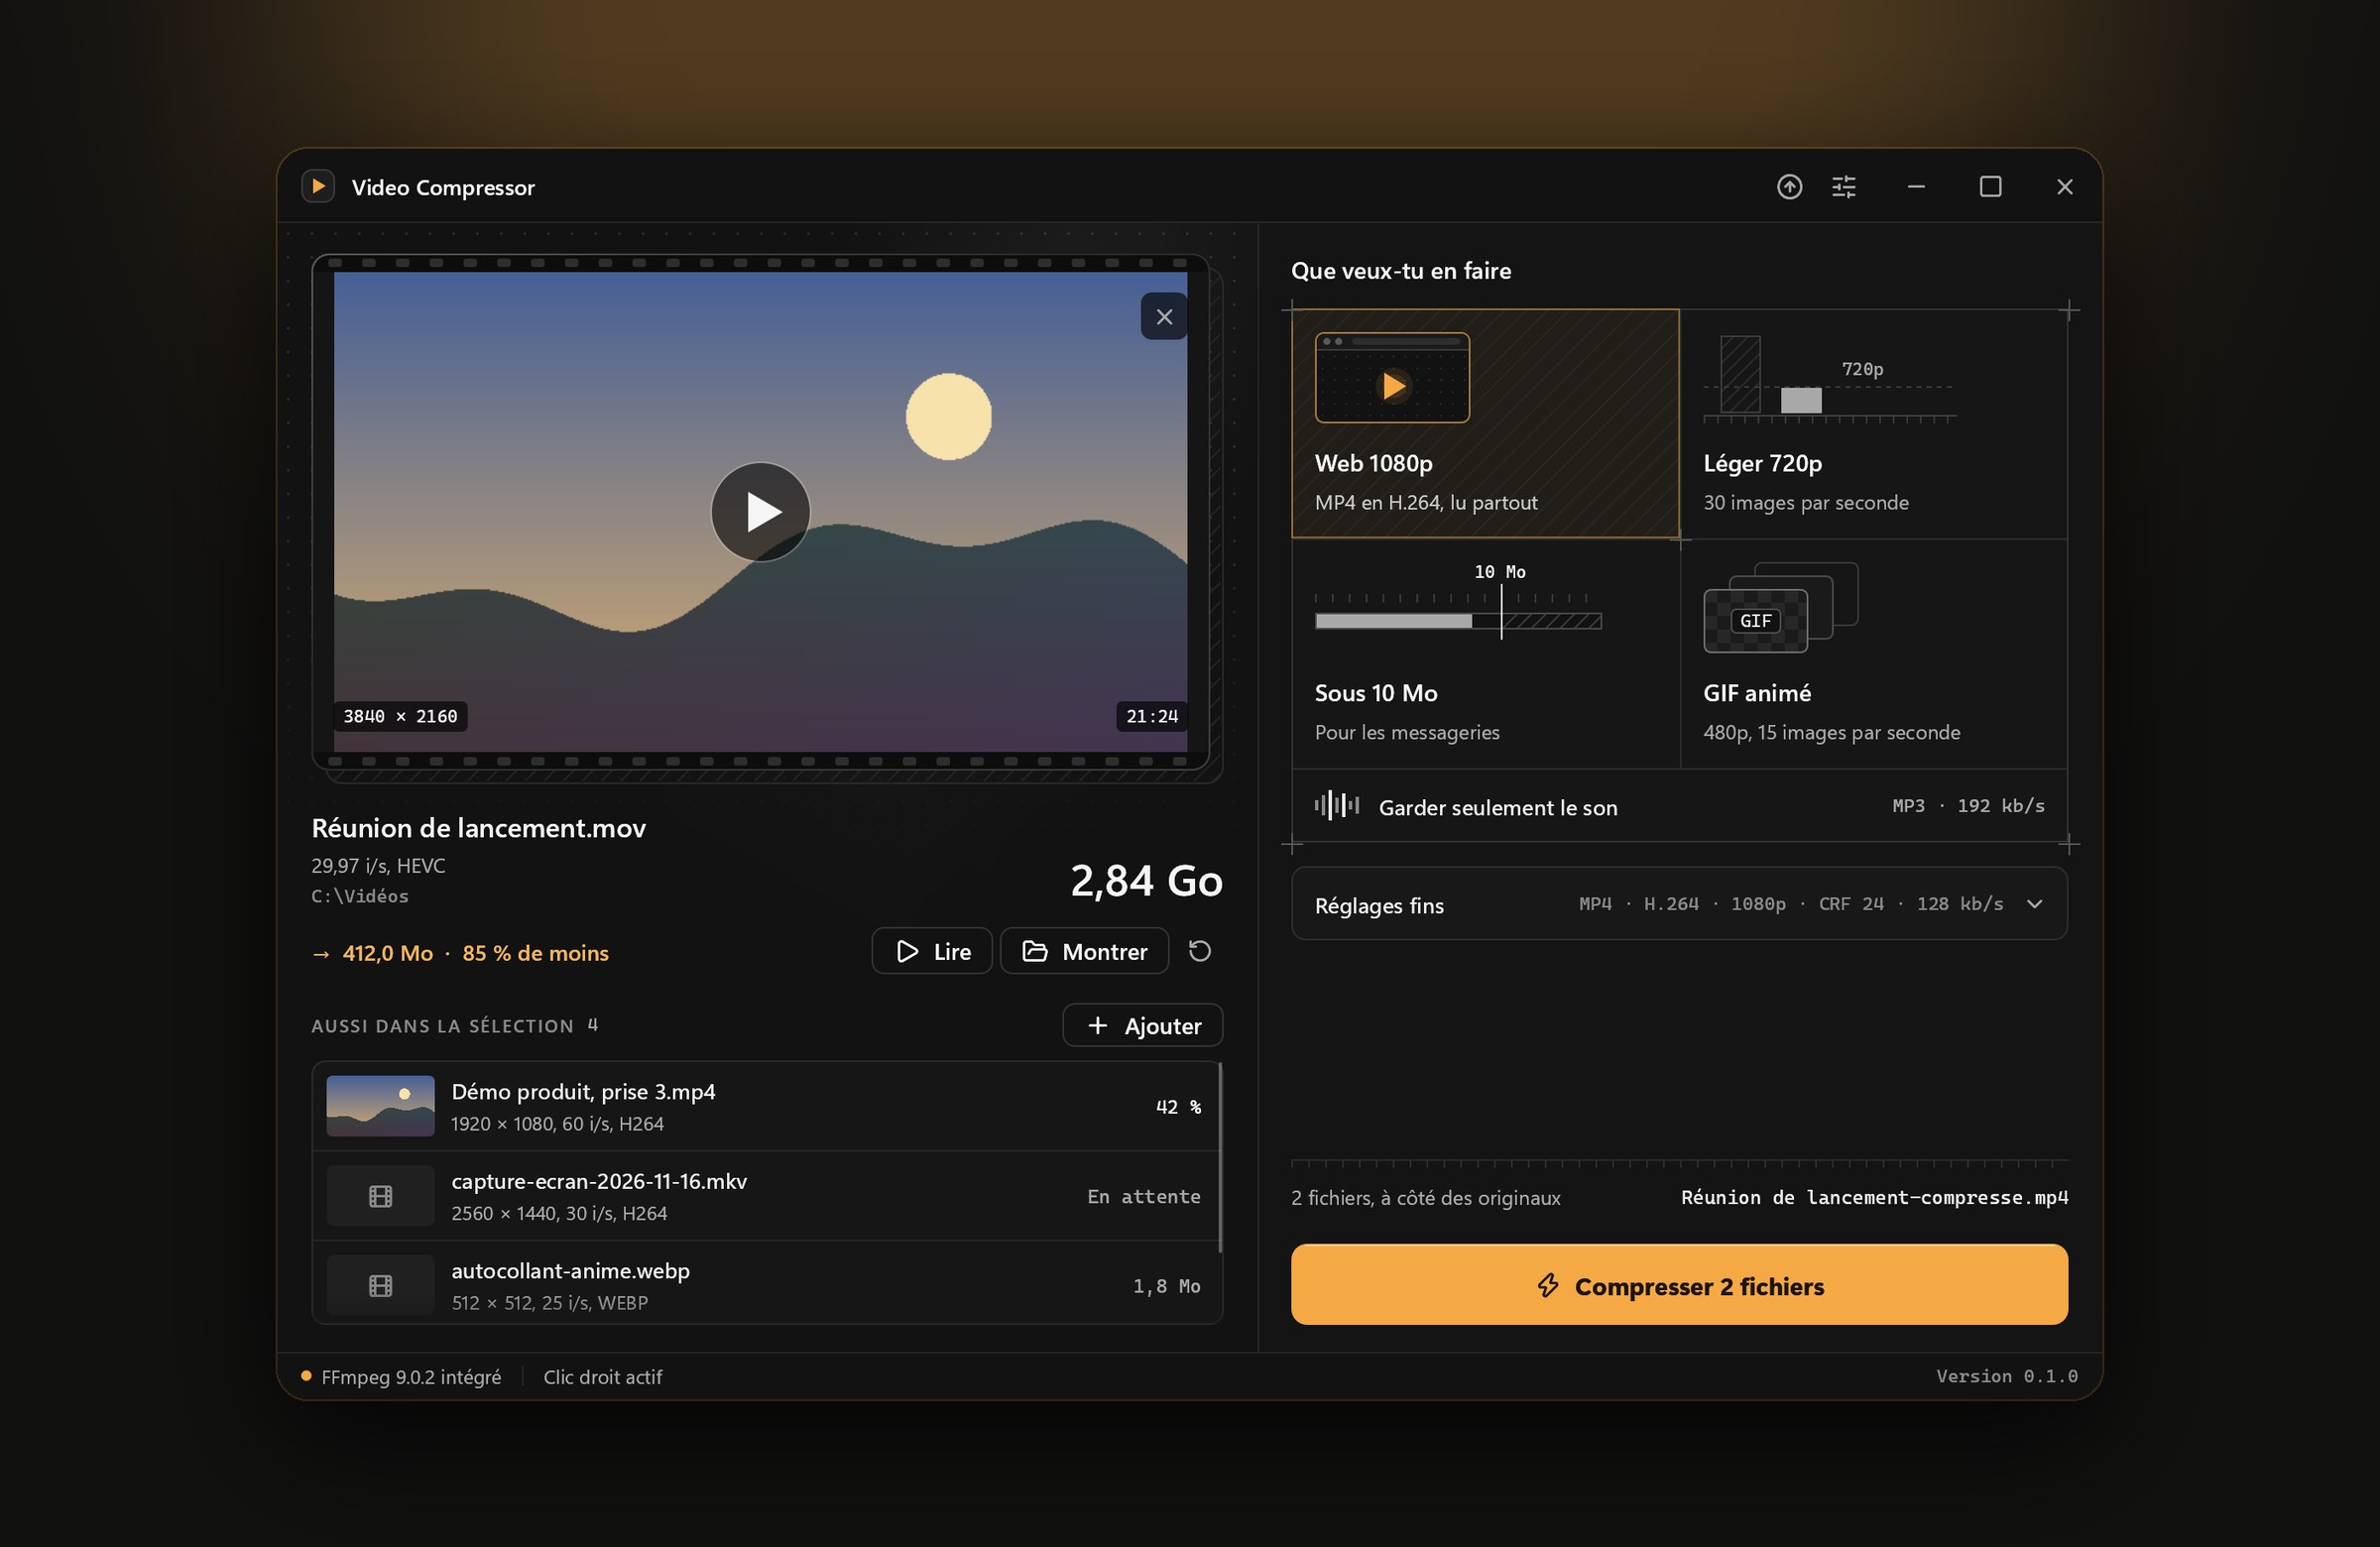 Video Compressor
3840 × 2160
21:24
Réunion de lancement.mov
29,97 i/s, HEVC
C:\Vidéos
2,84 Go
→ 412,0 Mo · 85 % de moins
Lire
Montrer
AUSSI DANS LA SÉLECTION 4
Ajouter
Démo produit, prise 3.mp4
1920 × 1080, 60 i/s, H264
42 %
capture-ecran-2026-11-16.mkv
2560 × 1440, 30 i/s, H264
En attente
autocollant-anime.webp
512 × 512, 25 i/s, WEBP
1,8 Mo
Que veux-tu en faire
Web 1080p
MP4 en H.264, lu partout
720p
Léger 720p
30 images par seconde
10 Mo
Sous 10 Mo
Pour les messageries
GIF
GIF animé
480p, 15 images par seconde
Garder seulement le son
MP3 · 192 kb/s
Réglages fins
MP4 · H.264 · 1080p · CRF 24 · 128 kb/s
2 fichiers, à côté des originaux
Réunion de lancement-compresse.mp4
Compresser 2 fichiers
FFmpeg 9.0.2 intégré
Clic droit actif
Version 0.1.0